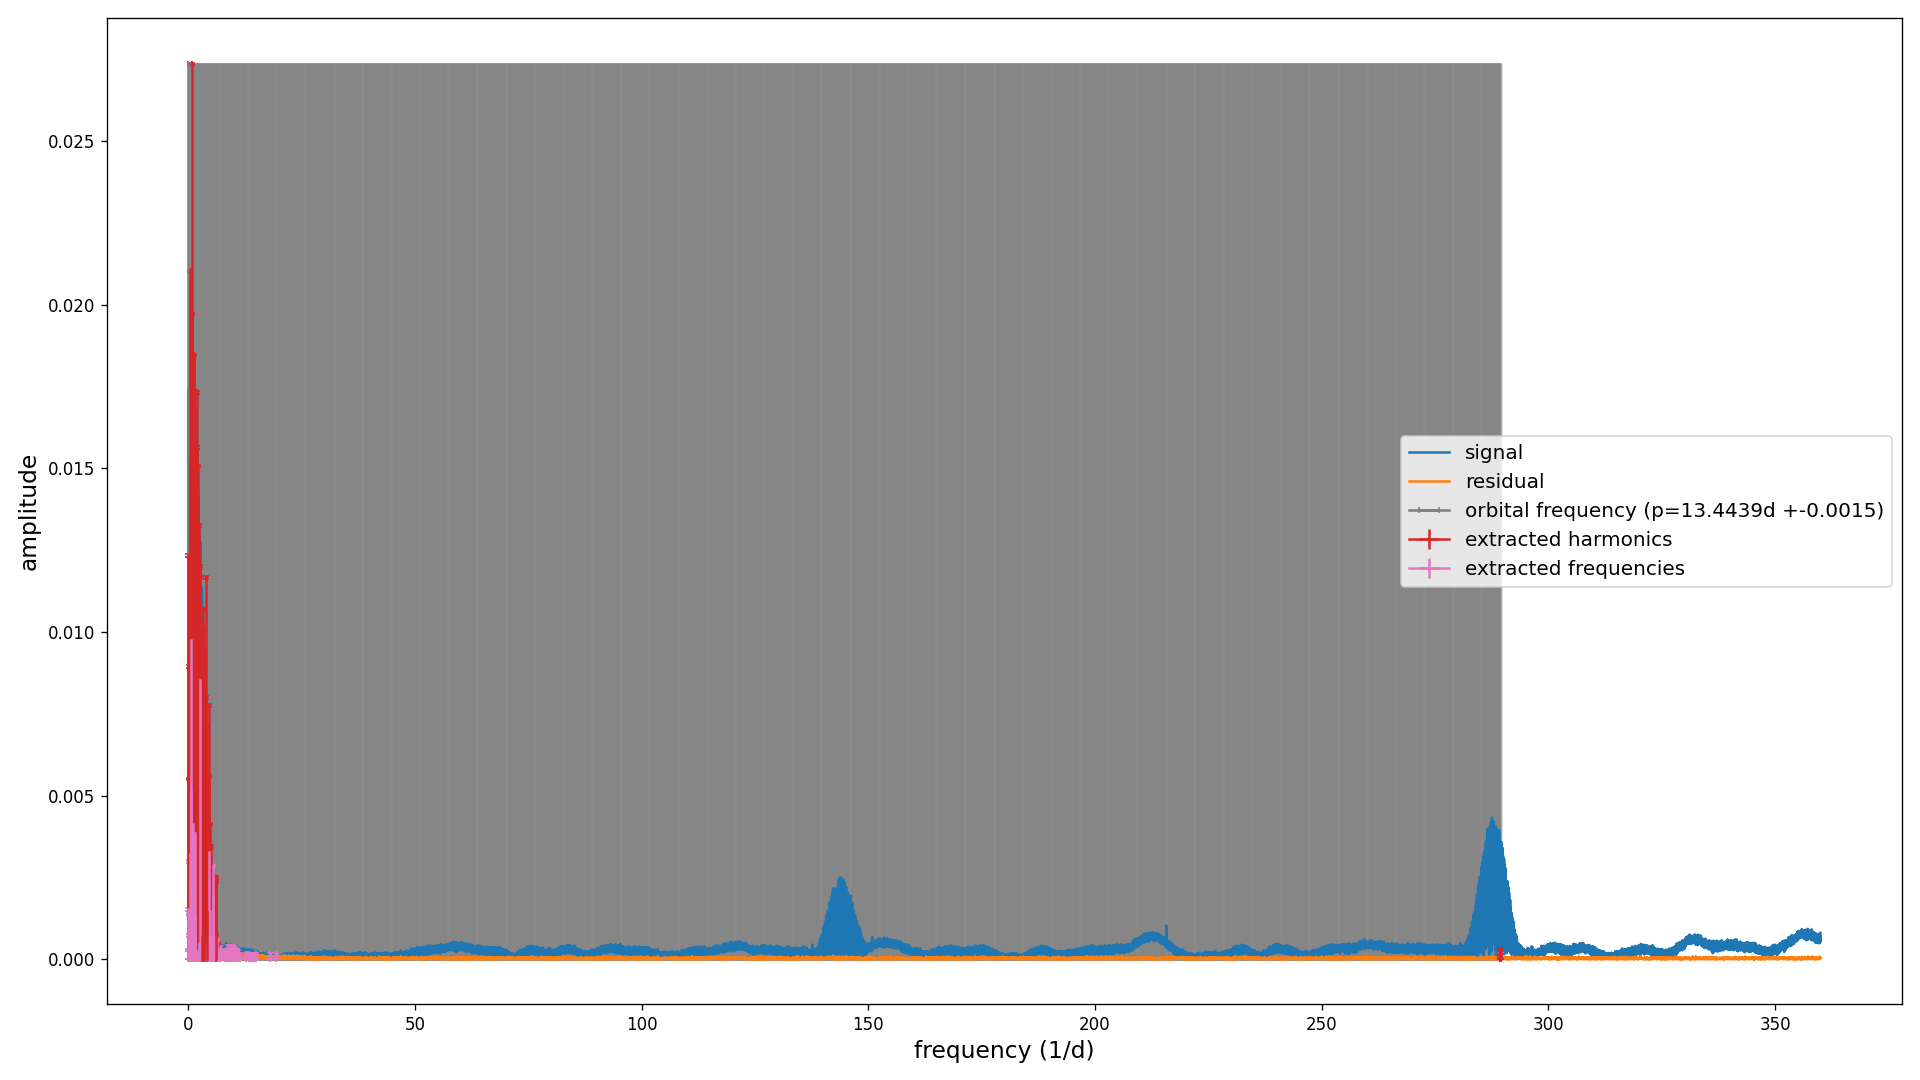 0.025
0.020
0.015
0.010
0.005
0.000
amplitude
signal
residual
orbital frequency (p=13.4439d +-0.0015)
extracted harmonics
extracted frequencies
0 50 100 150 200 250 300 350
frequency (1/d)